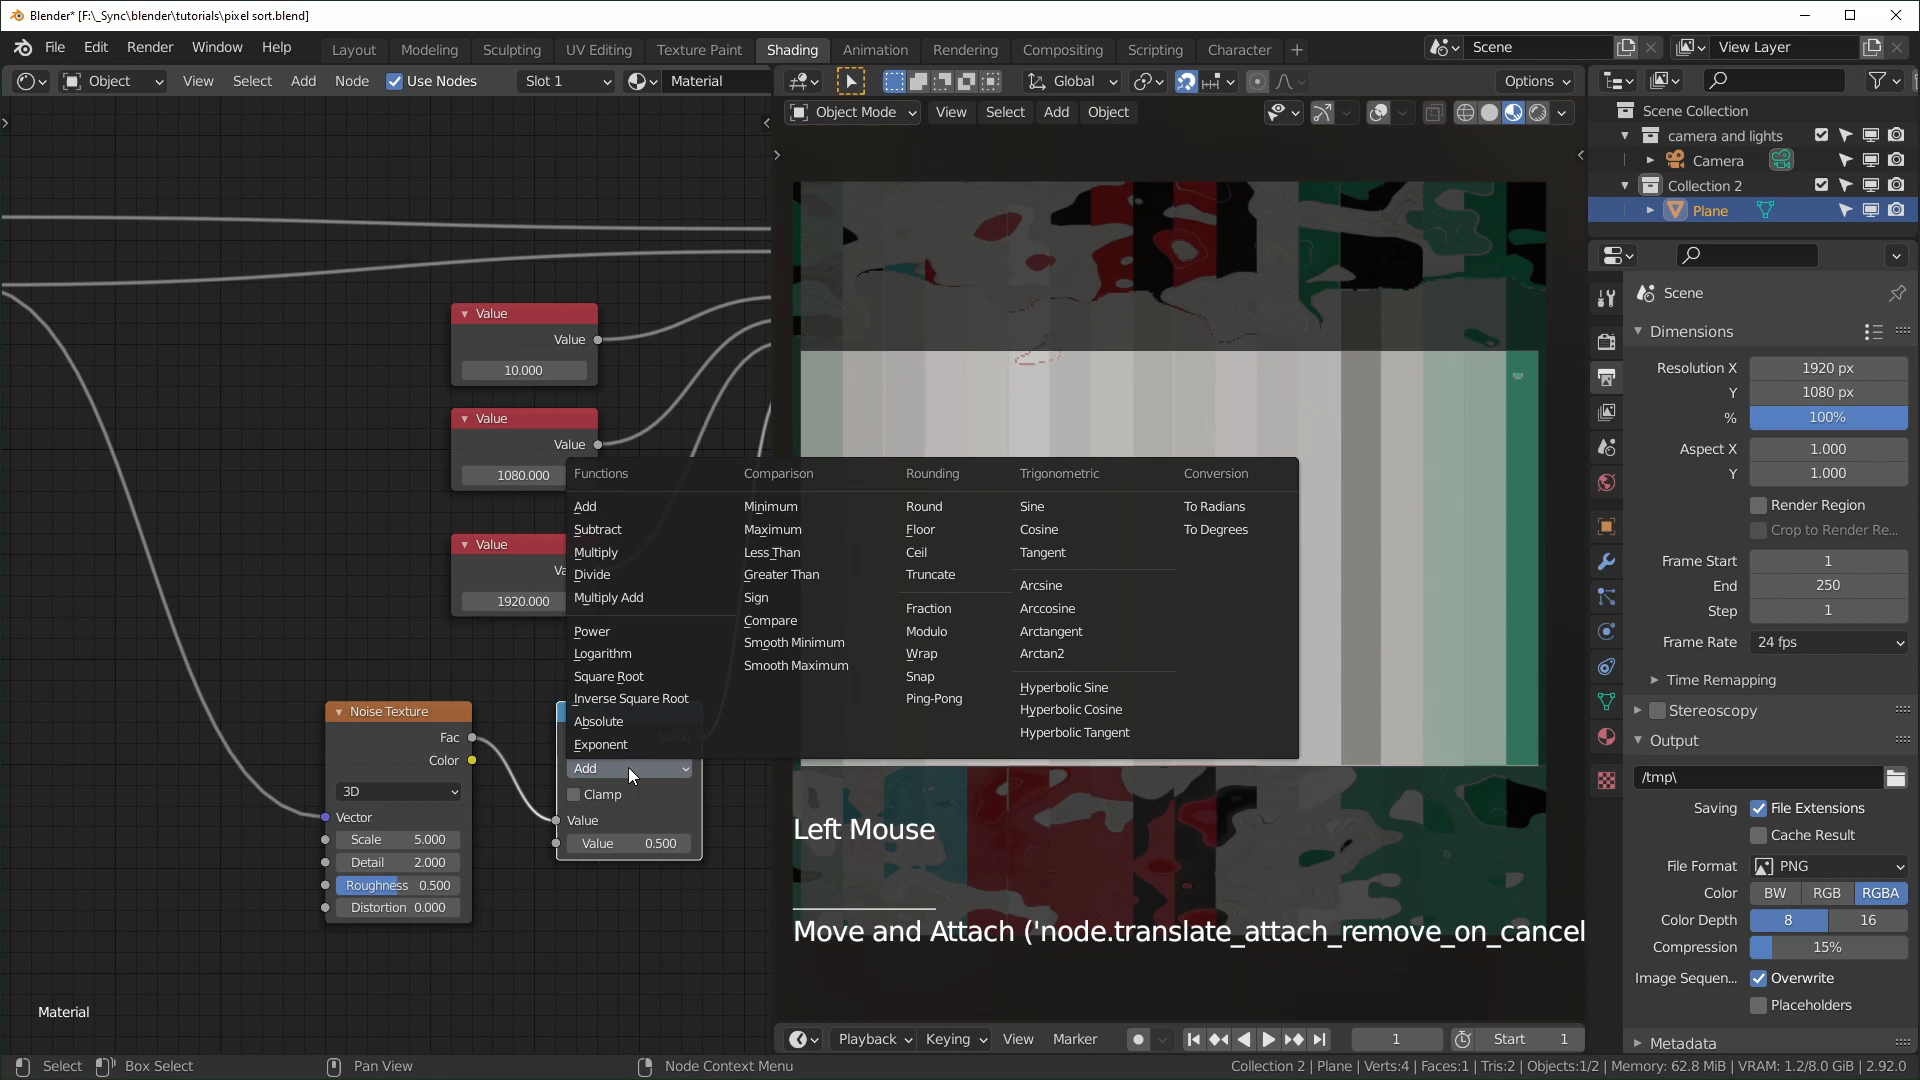 Blender* [F:\_Sync\blender\tutorials\pixel sort.blend]
File Edit Render Window Help Layout Modeling Sculpting UV Editing Texture Paint Shading Animation Rendering Compositing Scripting Character + Scene View Layer
Object View Select Add Node Use Nodes Slot 1 Material Global Options
Object Mode View Select Add Object
Scene Collection
camera and lights
Camera
Collection 2
Plane
Scene
Dimensions
Resolution X 1920 px
Y 1080 px
% 100%
Aspect X 1.000
Y 1.000
Render Region
Crop to Render Re...
Frame Start 1
End 250
Step 1
Frame Rate 24 fps
Time Remapping
Stereoscopy
Output
/tmp\
Saving File Extensions
Cache Result
File Format PNG
Color BW RGB RGBA
Color Depth 8 16
Compression 15%
Image Sequen... Overwrite
Placeholders
Metadata
Value
Value
10.000
Value
Value
1080.000
Value
Va
1920.000
Functions Comparison Rounding Trigonometric Conversion
Add Minimum Round Sine To Radians
Subtract Maximum Floor Cosine To Degrees
Multiply Less Than Ceil Tangent
Divide Greater Than Truncate Arcsine
Multiply Add Sign Fraction Arccosine
Power Compare Modulo Arctangent
Logarithm Smooth Minimum Wrap Arctan2
Square Root Smooth Maximum Snap Hyperbolic Sine
Inverse Square Root Ping-Pong Hyperbolic Cosine
Absolute Hyperbolic Tangent
Exponent
Add
Clamp
Value
Value 0.500
Noise Texture
Fac
Color
3D
Vector
Scale 5.000
Detail 2.000
Roughness 0.500
Distortion 0.000
Left Mouse
Move and Attach ('node.translate_attach_remove_on_cancel
Material
Playback Keying View Marker 1 Start 1
Select Box Select Pan View Node Context Menu Collection 2 | Plane | Verts:4 | Faces:1 | Tris:2 | Objects:1/2 | Memory: 62.8 MiB | VRAM: 1.2/8.0 GiB | 2.92.0